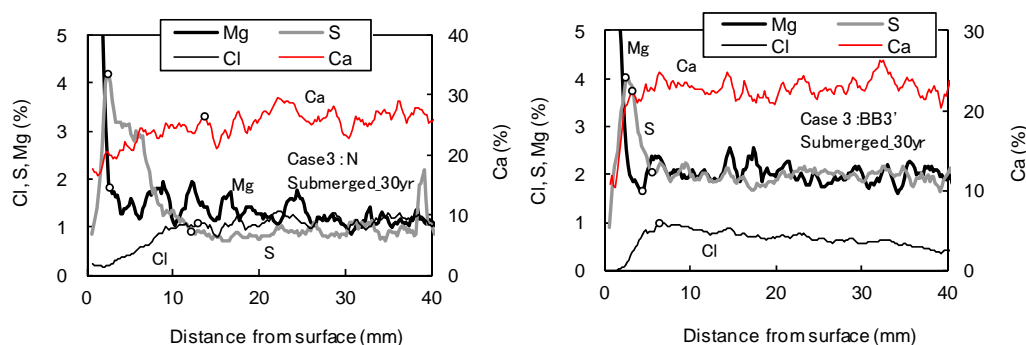 Mg S
Cl Ca
5
4
3
2
1
0
40
30
20
10
0
Cl, S, Mg (%)
Ca (%)
Ca
Case3 : N
Submerged_30yr
Mg
Cl
S
0 10 20 30 40
Distance from surface (mm)
Mg S
Cl Ca
5
4
3
2
1
0
30
20
10
0
Cl, S, Mg (%)
Ca (%)
Mg
Ca
S
Case 3 :BB3’
Submerged_30yr
Cl
0 10 20 30 40
Distance from surface (mm)